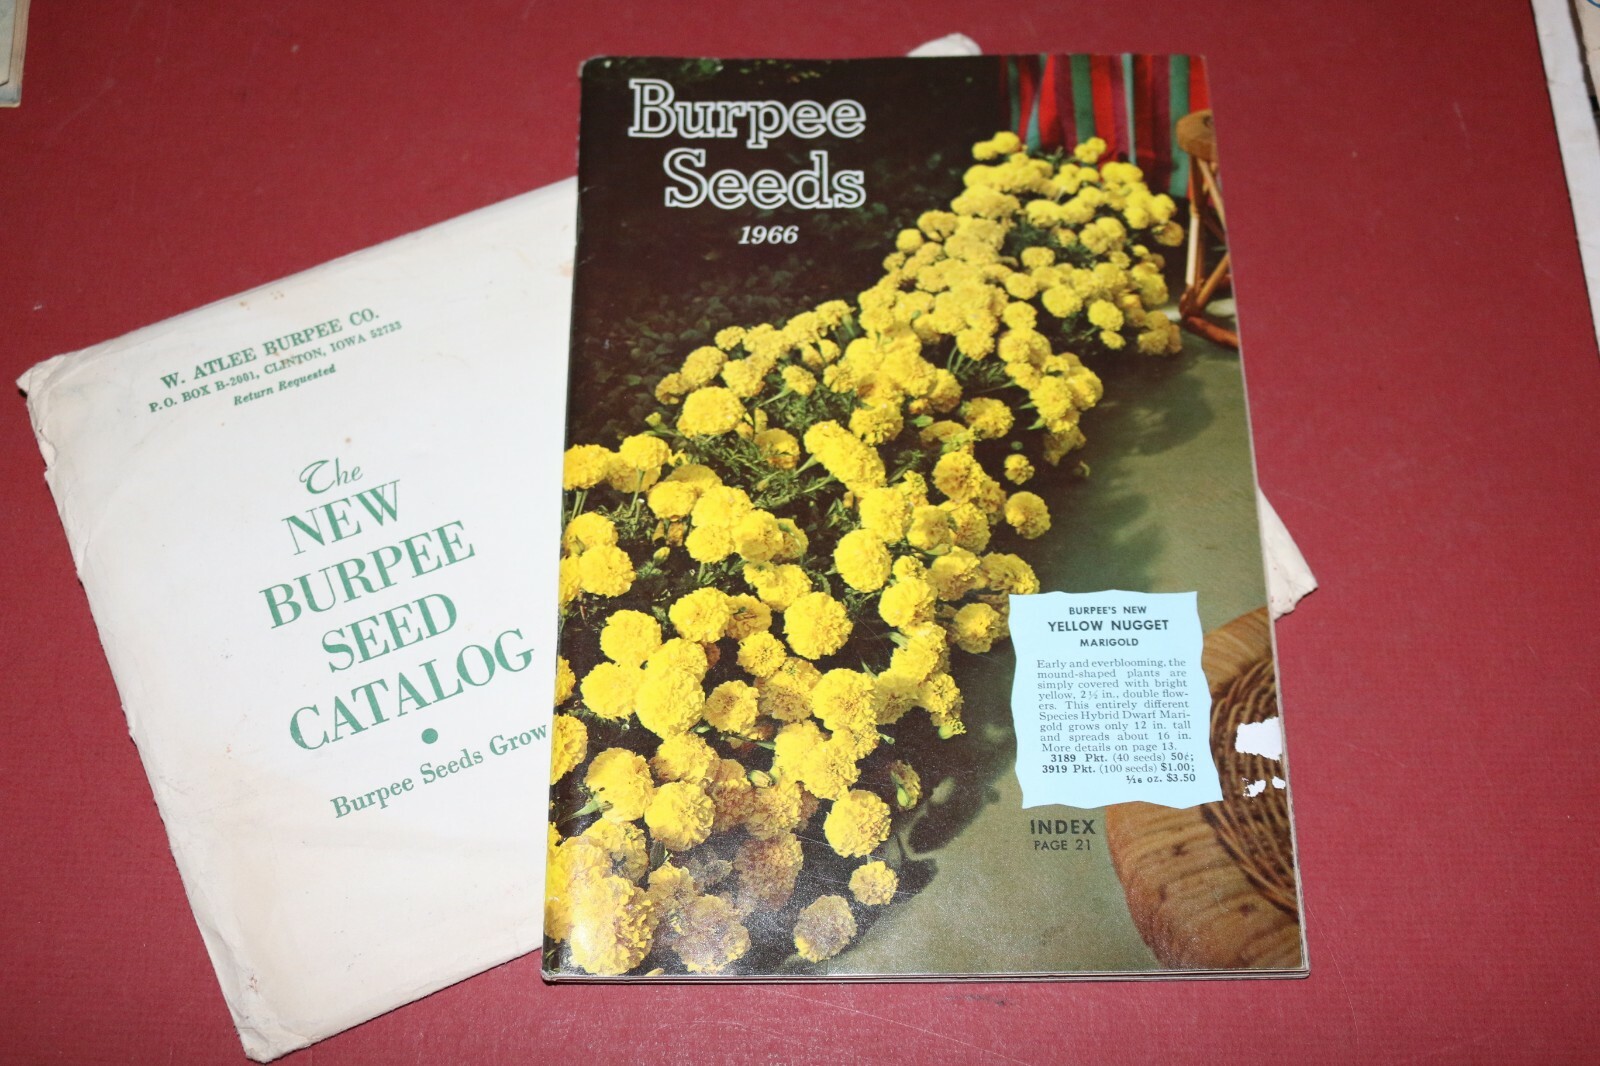 W. ATLEE BURPEE CO.
P.O. BOX B-2001, CLINTON, IOWA 52733
Return Requested
The
NEW
BURPEE
SEED
CATALOG
•
Burpee Seeds Grow
Burpee
Seeds
1966
BURPEE'S NEW
YELLOW NUGGET
MARIGOLD
Early and everblooming, the
mound-shaped plants are
simply covered with bright
yellow, 2½ in., double flow-
ers. This entirely different
Species Hybrid Dwarf Mari-
gold grows only 12 in. tall
and spreads about 16 in.
More details on page 13.
3189 Pkt. (40 seeds) 50¢;
3919 Pkt. (100 seeds) $1.00;
1/16 oz. $3.50
INDEX
PAGE 21